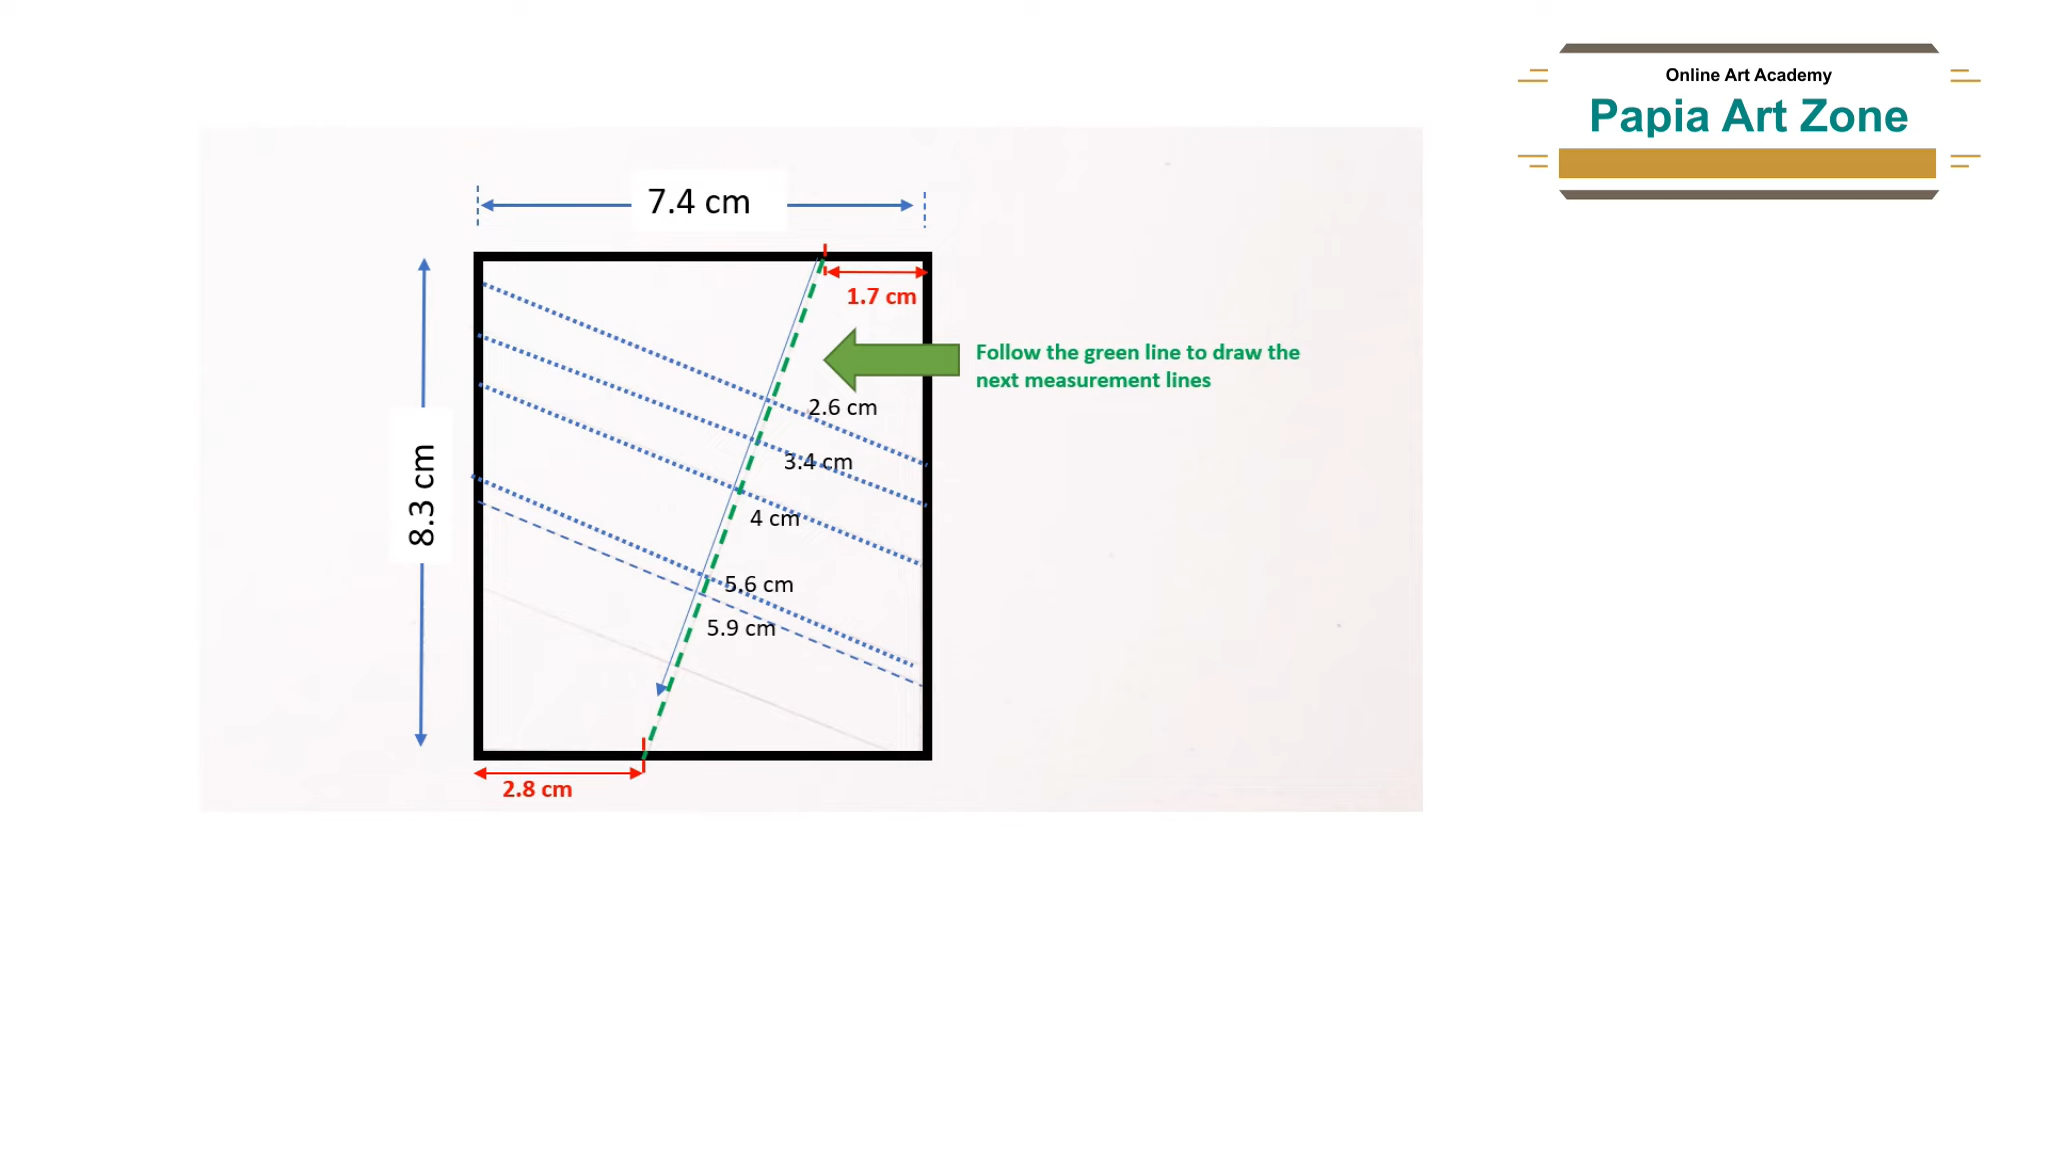 Online Art Academy
Papia Art Zone
7.4 cm
1.7 cm
Follow the green line to draw the
next measurement lines
2.6 cm
3.4 cm
8.3 cm
4 cm
5.6 cm
5.9 cm
2.8 cm